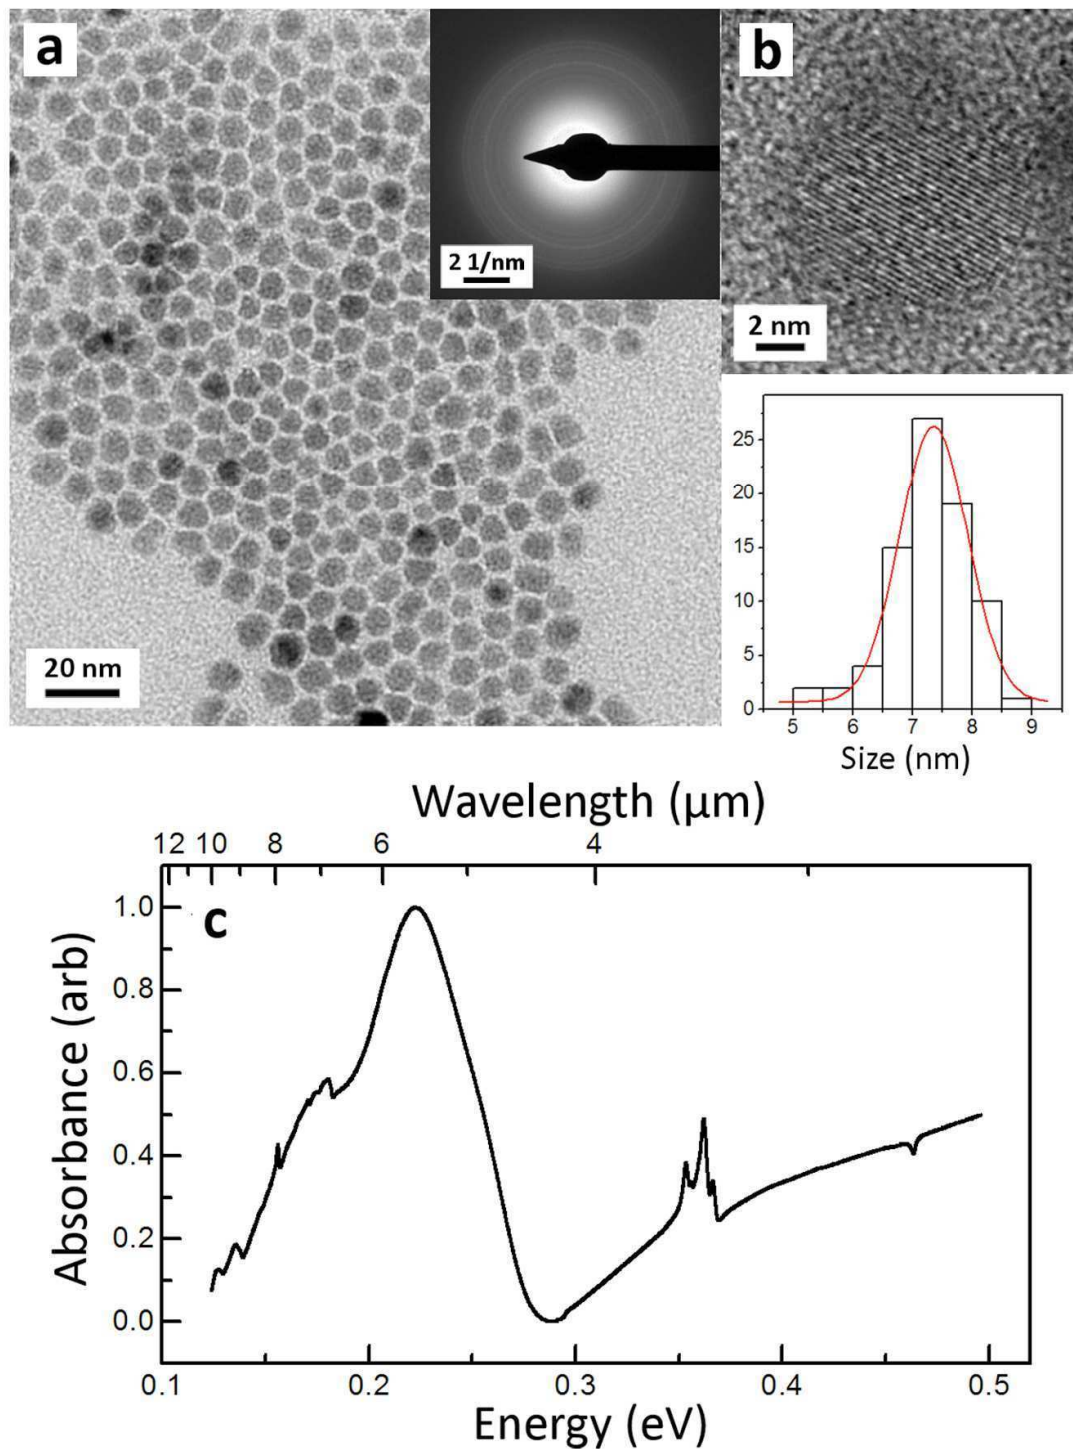 a
2 1/nm
20 nm
b
2 nm
25
20
15
10
5
0
5 6 7 8 9
Size (nm)
Wavelength (μm)
12 10 8 6 4
c
Absorbance (arb)
1.0
0.8
0.6
0.4
0.2
0.0
0.1 0.2 0.3 0.4 0.5
Energy (eV)